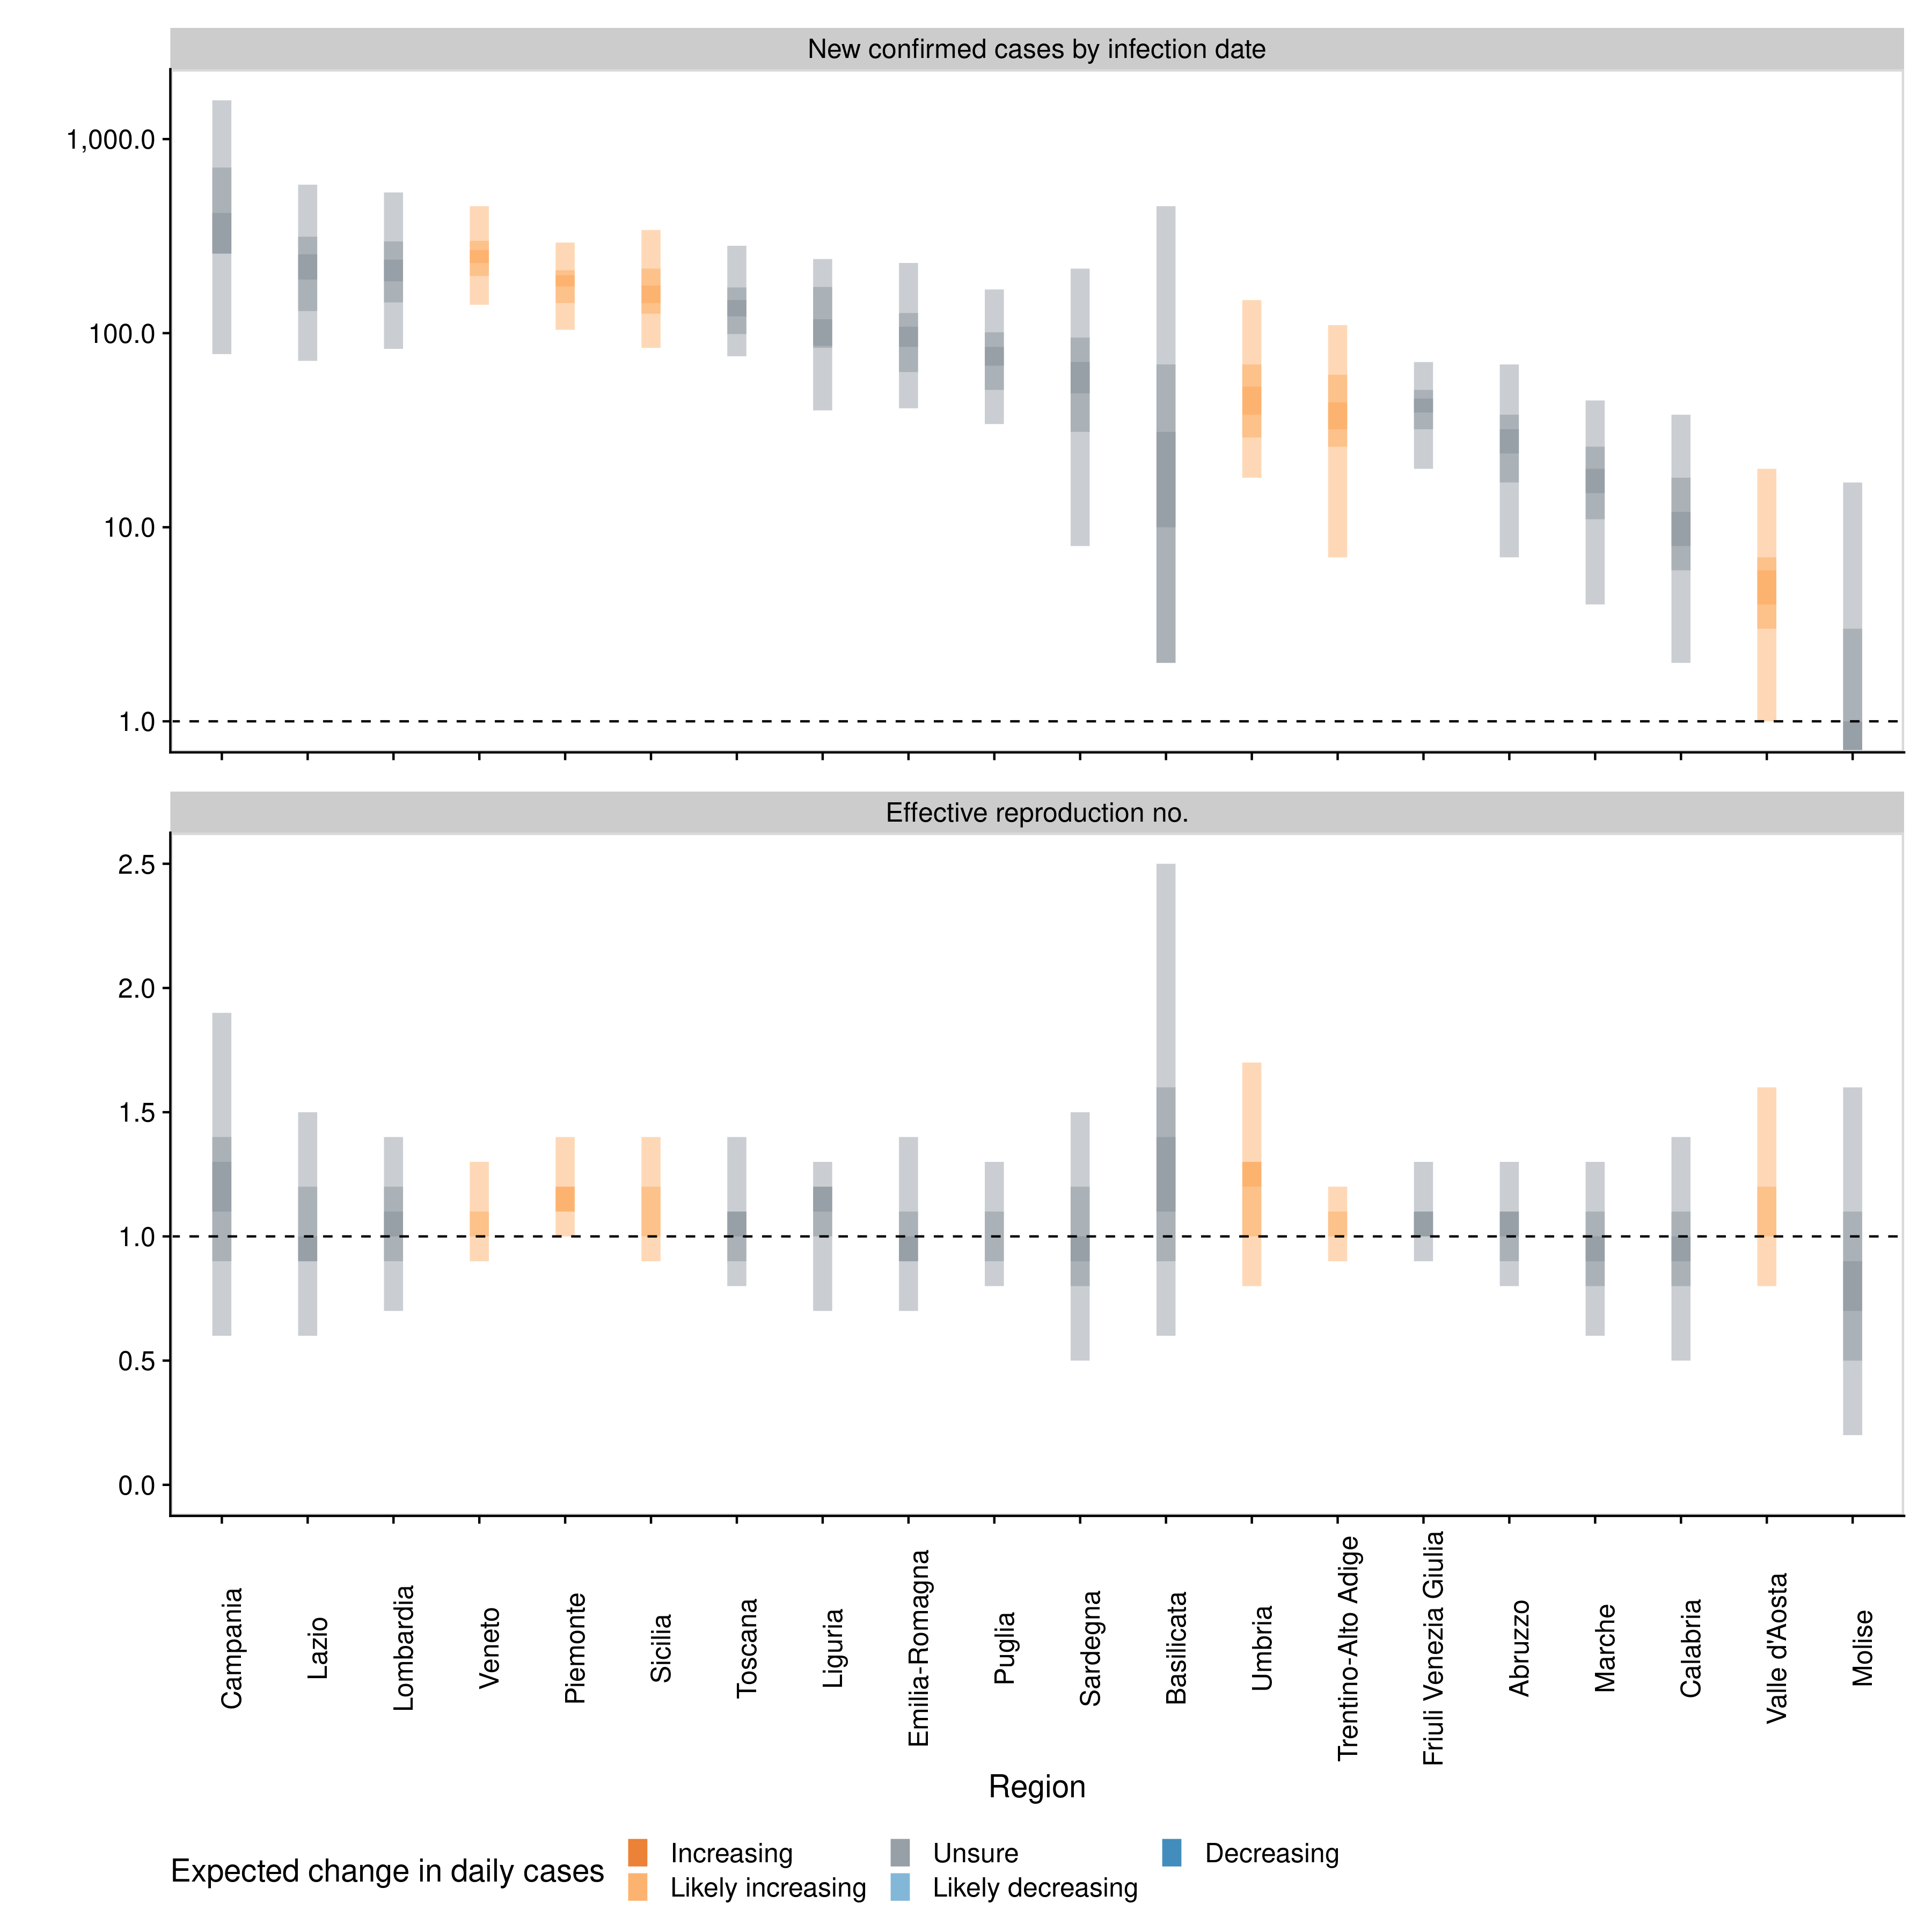 New confirmed cases by infection date
1,000.0
100.0
10.0
1.0
Effective reproduction no.
2.5
2.0
1.5
1.0
0.5
0.0
Campania
Lazio
Lombardia
Veneto
Piemonte
Sicilia
Toscana
Liguria
Emilia-Romagna
Puglia
Sardegna
Basilicata
Umbria
Trentino-Alto Adige
Friuli Venezia Giulia
Abruzzo
Marche
Calabria
Valle d'Aosta
Molise
Region
Expected change in daily cases
Increasing
Likely increasing
Unsure
Likely decreasing
Decreasing